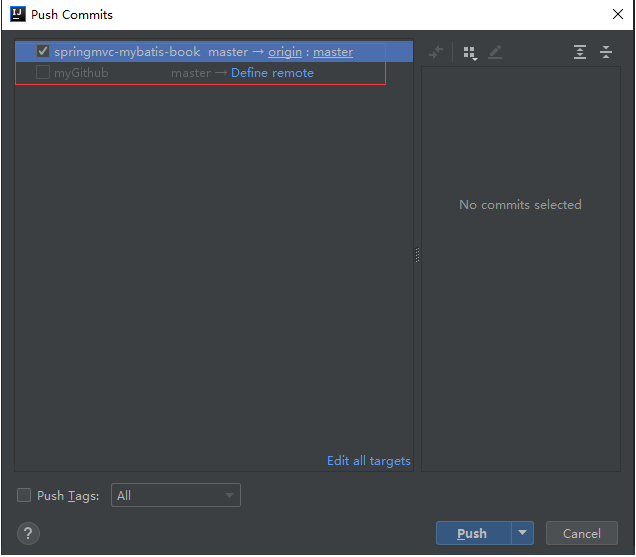 IJ Push Commits
springmvc-mybatis-book master → origin : master
myGithub master → Define remote
No commits selected
Edit all targets
Push Tags: All
? Push Cancel